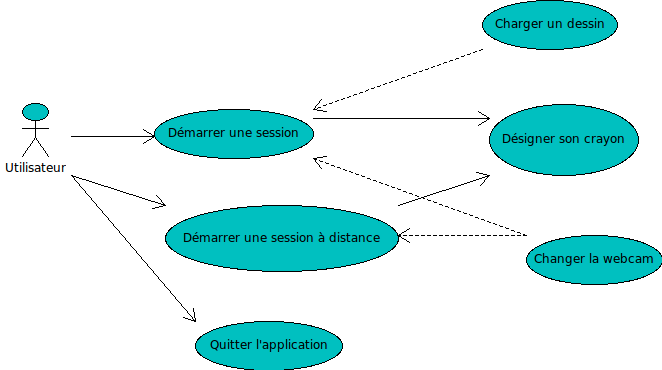 Charger un dessin
Démarrer une session
Désigner son crayon
Utilisateur
Démarrer une session à distance
Changer la webcam
Quitter l'application